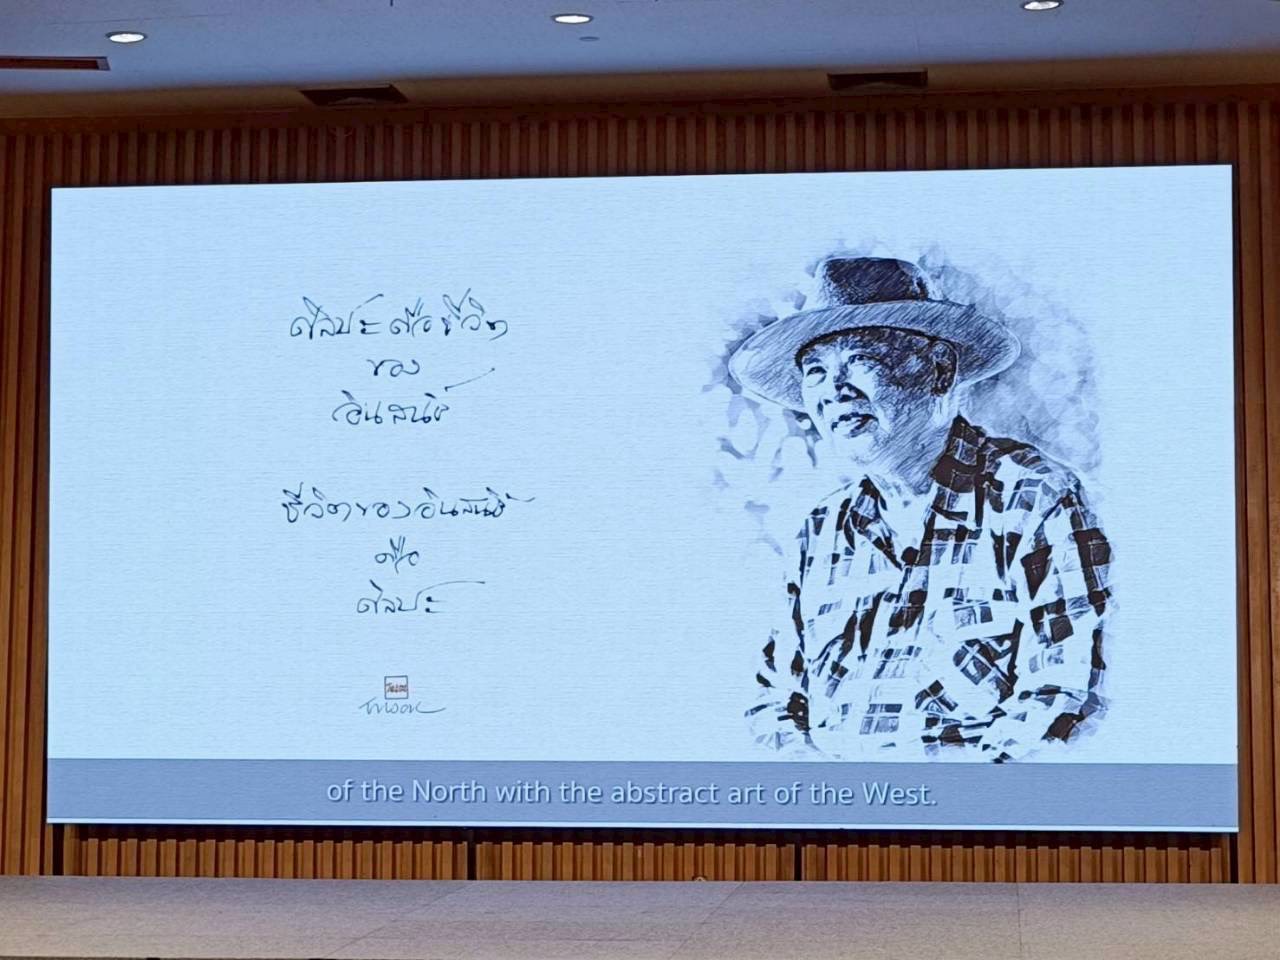 ศิลปะคือชีวิต
ของ
อินสนธิ์
ชีวิตของอินสนธิ์
คือ
ศิลปะ
of the North with the abstract art of the West.